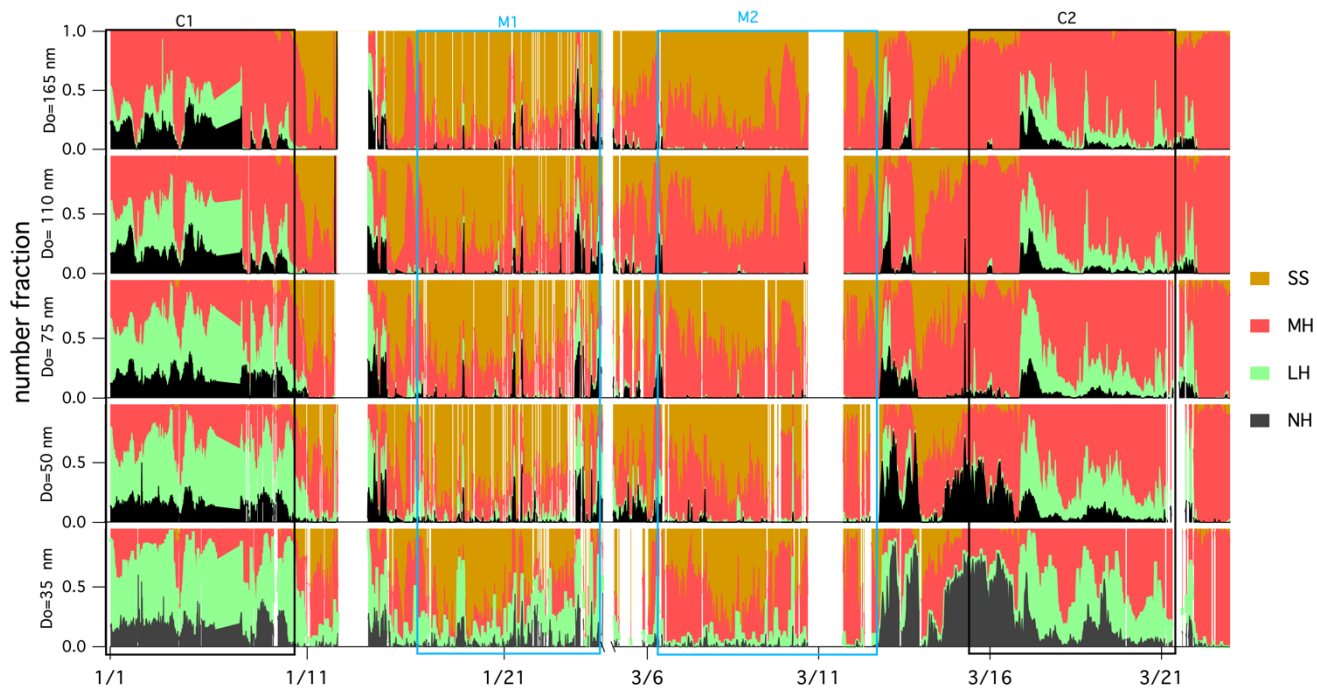 C1 M1 M2 C2
number fraction
Do=165 nm
1.0
0.5
0.0
Do= 110 nm
0.5
0.0
Do= 75 nm
0.5
0.0
Do=50 nm
0.5
0.0
Do=35 nm
0.5
0.0
1/1 1/11 1/21 3/6 3/11 3/16 3/21
SS
MH
LH
NH